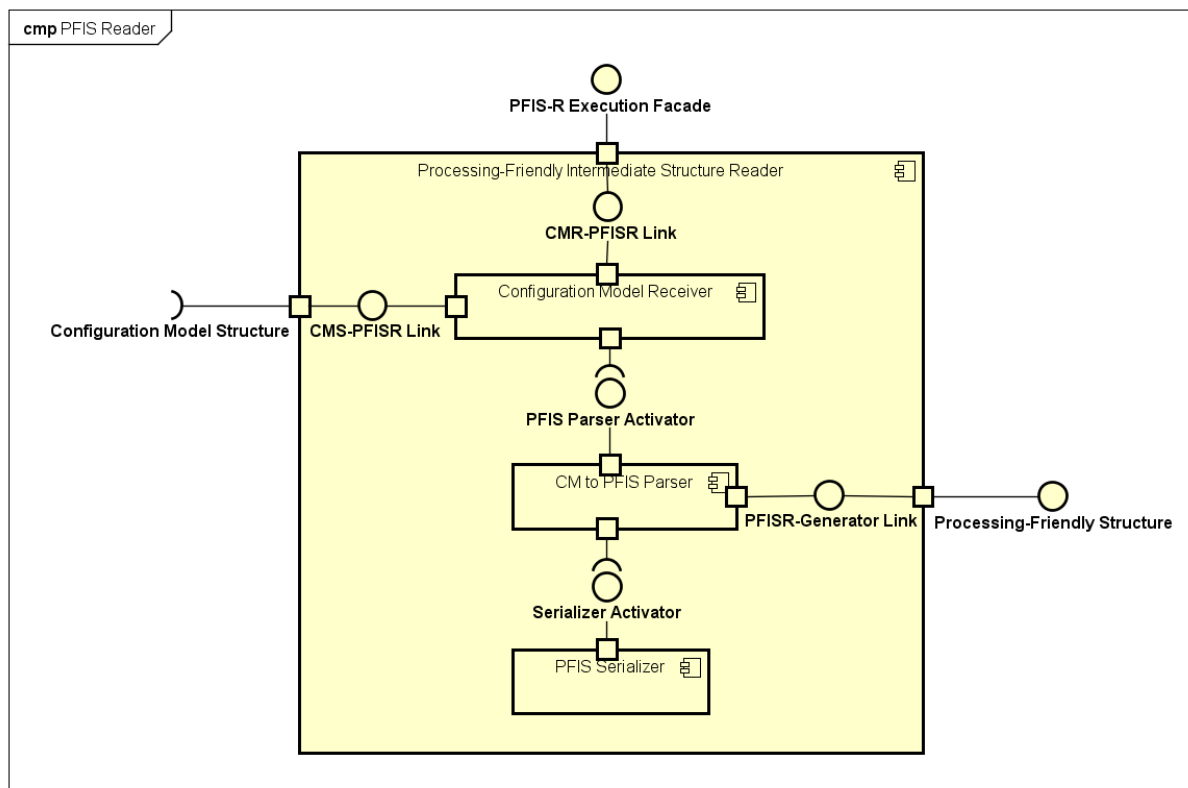 cmp PFIS Reader
PFIS-R Execution Facade
Processing-Friendly Intermediate Structure Reader
CMR-PFISR Link
Configuration Model Receiver
Configuration Model Structure
CMS-PFISR Link
PFIS Parser Activator
CM to PFIS Parser
PFISR-Generator Link
Processing-Friendly Structure
Serializer Activator
PFIS Serializer